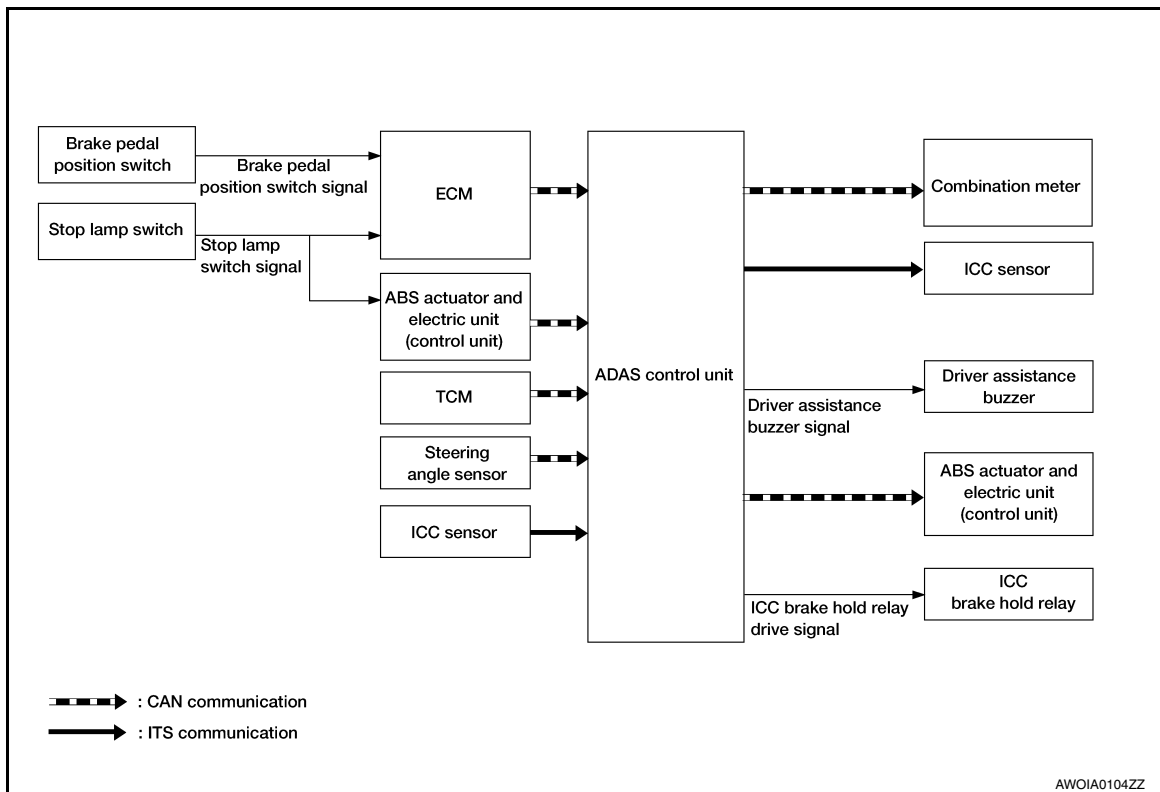 Brake pedal
position switch
Brake pedal
position switch signal
Stop lamp switch
Stop lamp
switch signal
ECM
ABS actuator and
electric unit
(control unit)
TCM
Steering
angle sensor
ICC sensor
ADAS control unit
Combination meter
ICC sensor
Driver assistance
buzzer signal
Driver assistance
buzzer
ABS actuator and
electric unit
(control unit)
ICC brake hold relay
drive signal
ICC
brake hold relay
: CAN communication
: ITS communication
AWOIA0104ZZ